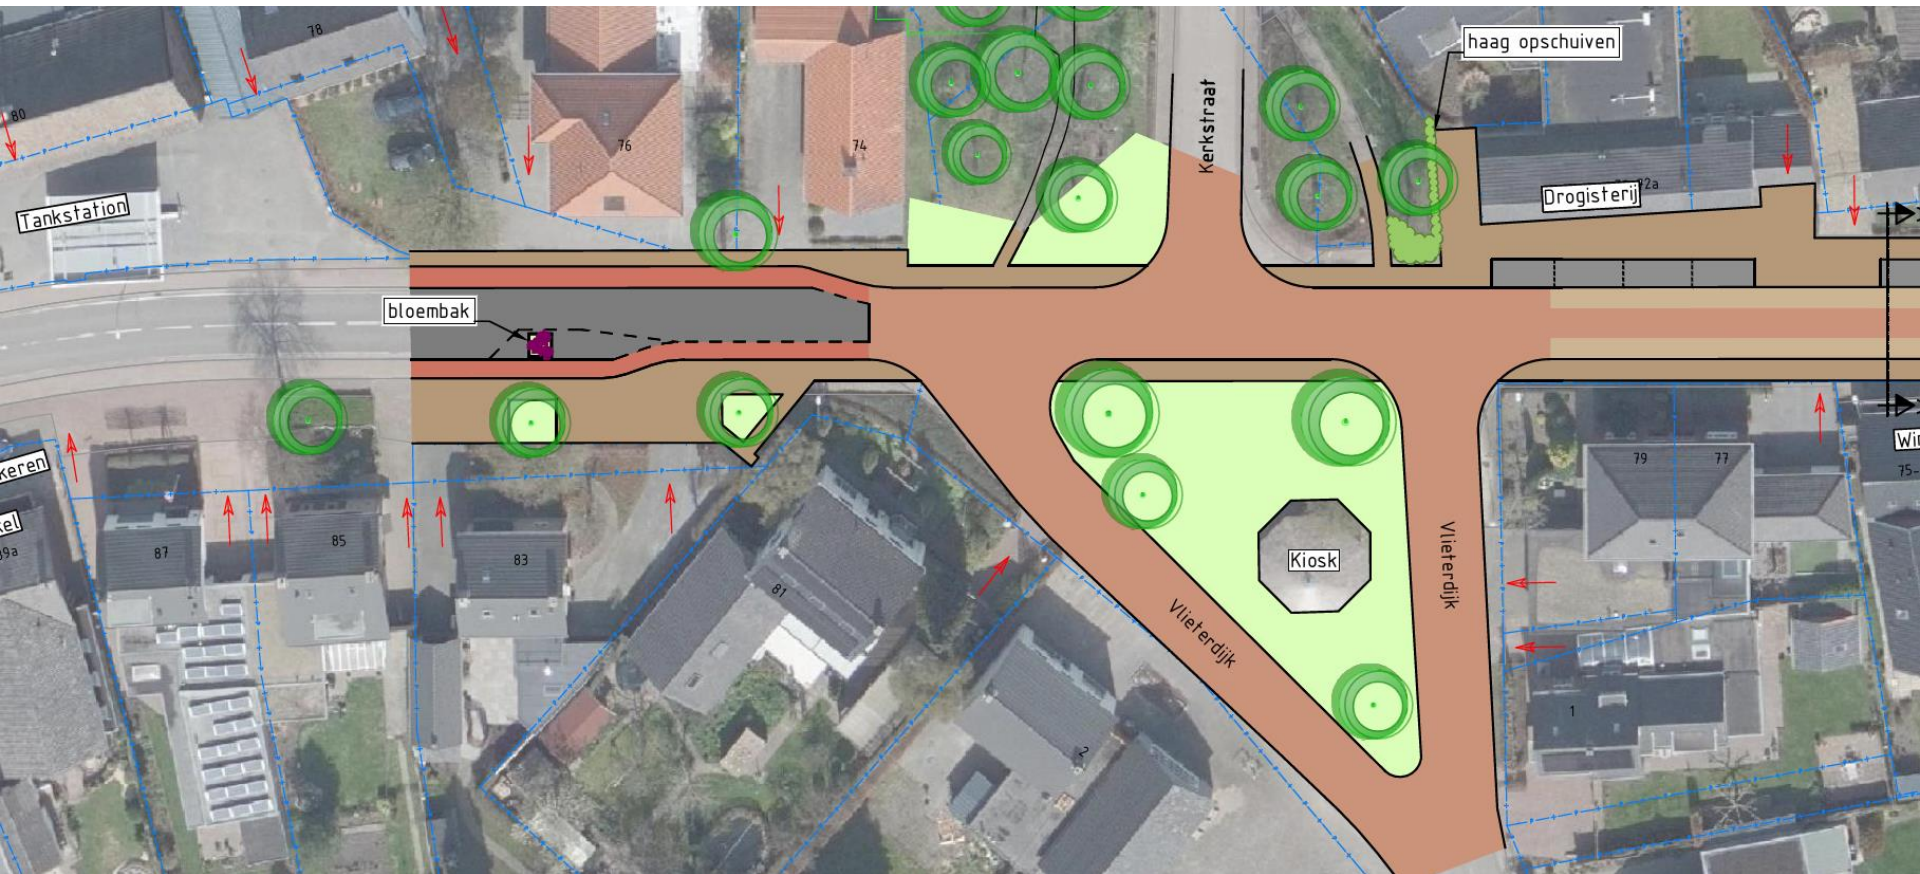 78
haag opschuiven
80
Kerkstraat
76
74
Tankstation
Drogisterij
bloembak
79
77
87
85
83
81
Kiosk
Vlieterdijk
Vlieterdijk
1
2